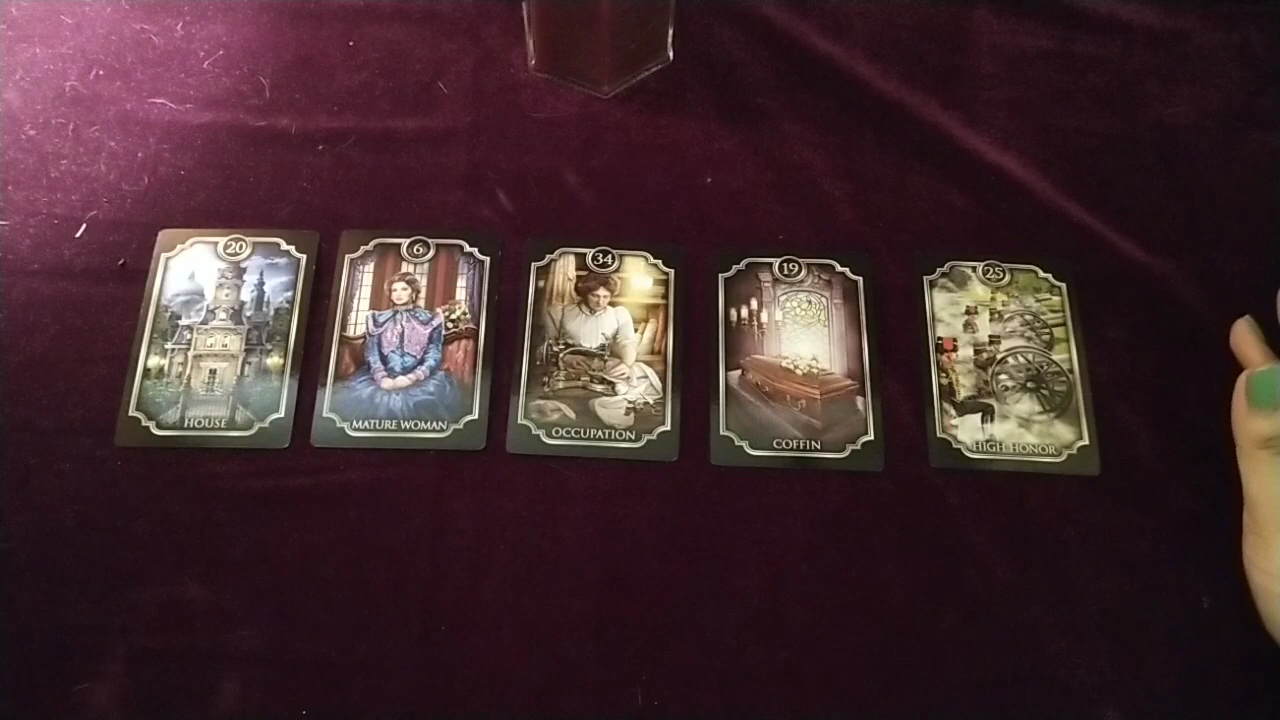 20
HOUSE
6
MATURE WOMAN
34
OCCUPATION
19
COFFIN
25
HIGH HONOR